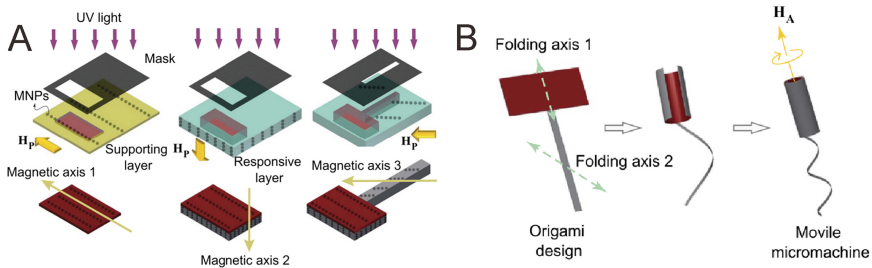 A
UV light
Mask
MNPs
H_P
Supporting
layer
H_P
Responsive
layer
H_P
Magnetic axis 1
Magnetic axis 2
Magnetic axis 3
B
Folding axis 1
Folding axis 2
Origami
design
H_A
Movile
micromachine